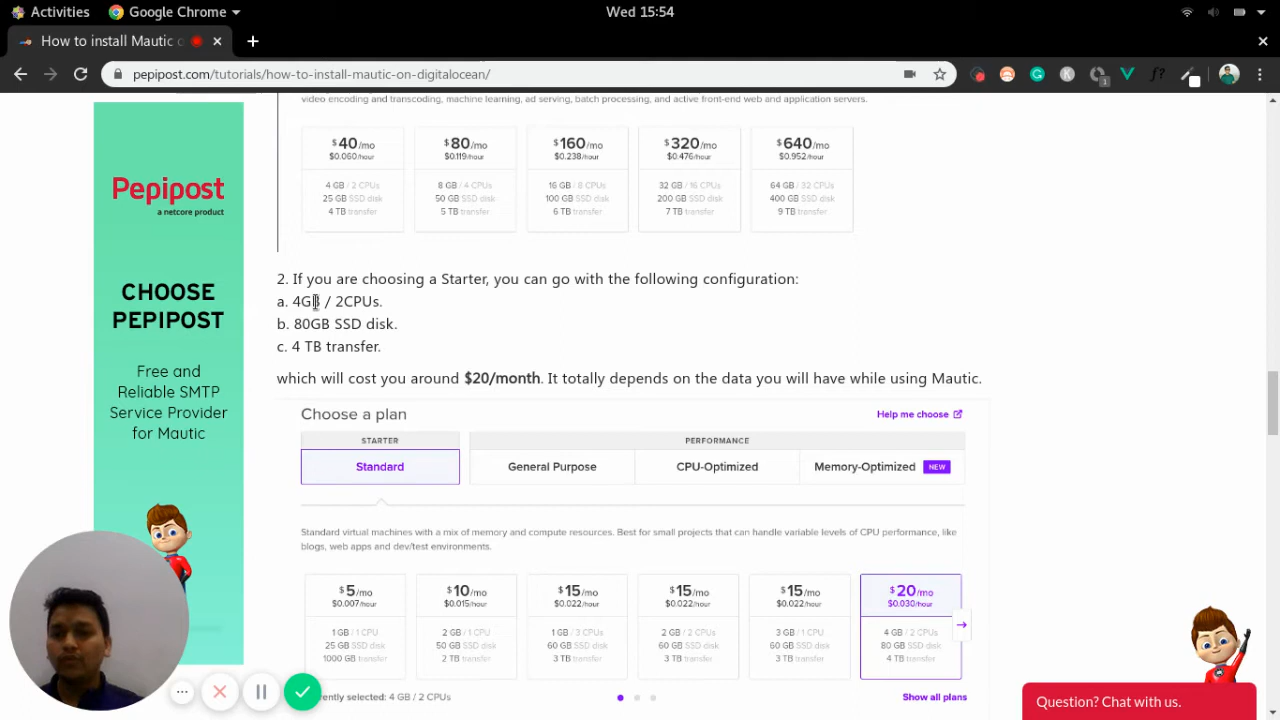 Activities
Google Chrome
Wed 15:54
How to install Mautic
pepipost.com/tutorials/how-to-install-mautic-on-digitalocean/
video encoding and transcoding, machine learning, ad serving, batch processing, and active front-end web and application servers.
$40/mo $80/mo $160/mo $320/mo $640/mo
$0.060/hour $0.119/hour $0.238/hour $0.476/hour $0.952/hour
4 GB / 2 CPUs 8 GB / 4 CPUs 16 GB / 8 CPUs 32 GB / 16 CPUs 64 GB / 32 CPUs
25 GB SSD disk 50 GB SSD disk 100 GB SSD disk 200 GB SSD disk 400 GB SSD disk
4 TB transfer 5 TB transfer 6 TB transfer 7 TB transfer 9 TB transfer
Pepipost
a netcore product
CHOOSE
PEPIPOST
Free and
Reliable SMTP
Service Provider
for Mautic
2. If you are choosing a Starter, you can go with the following configuration:
a. 4GB / 2CPUs.
b. 80GB SSD disk.
c. 4 TB transfer.
which will cost you around $20/month. It totally depends on the data you will have while using Mautic.
Choose a plan
Help me choose
STARTER PERFORMANCE
Standard General Purpose CPU-Optimized Memory-Optimized NEW
Standard virtual machines with a mix of memory and compute resources. Best for small projects that can handle variable levels of CPU performance, like
blogs, web apps and dev/test environments.
$5/mo $10/mo $15/mo $15/mo $15/mo $20/mo
$0.007/hour $0.015/hour $0.022/hour $0.022/hour $0.022/hour $0.030/hour
1 GB / 1 CPU 2 GB / 1 CPU 1 GB / 3 CPUs 2 GB / 2 CPUs 3 GB / 1 CPU 4 GB / 2 CPUs
25 GB SSD disk 50 GB SSD disk 60 GB SSD disk 60 GB SSD disk 60 GB SSD disk 80 GB SSD disk
1000 GB transfer 2 TB transfer 3 TB transfer 3 TB transfer 3 TB transfer 4 TB transfer
rently selected: 4 GB / 2 CPUs
Show all plans
Question? Chat with us.